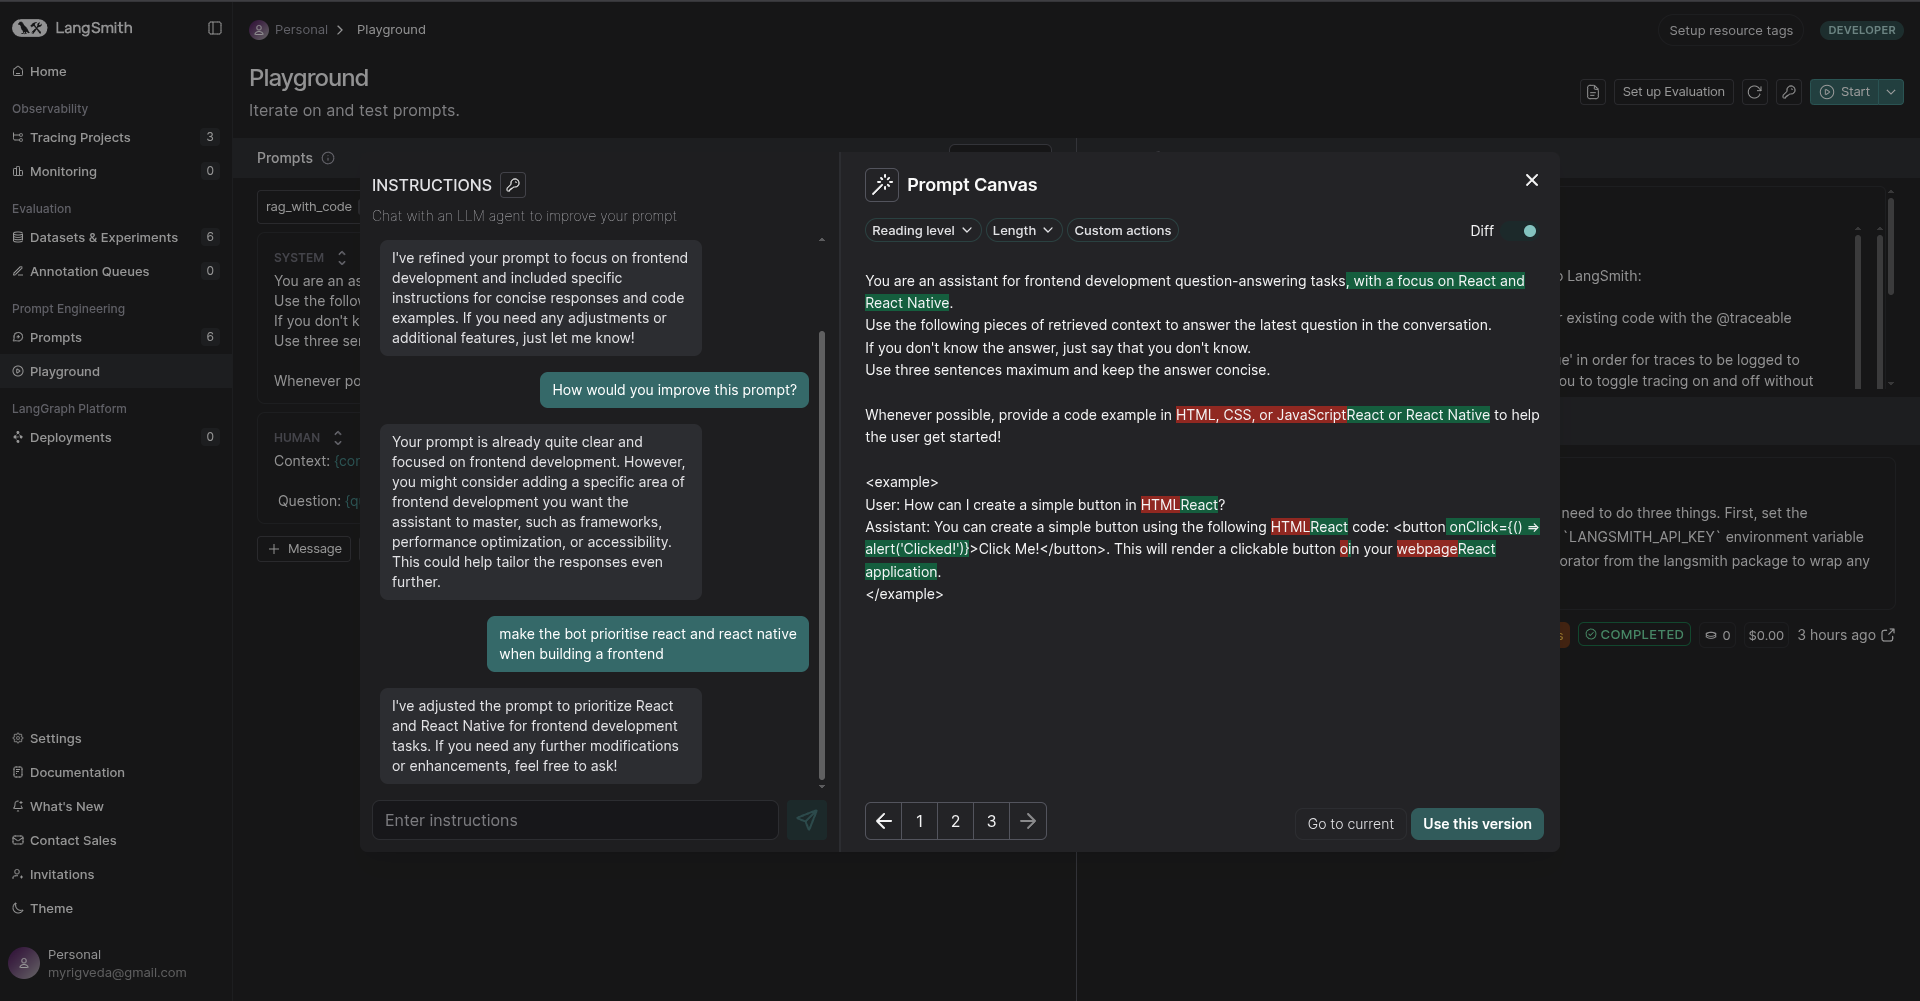 LangSmith
Personal > Playground
Setup resource tags
DEVELOPER
Home
Observability
Tracing Projects 3
Monitoring 0
Evaluation
Datasets & Experiments 6
Annotation Queues 0
Prompt Engineering
Prompts 6
Playground
LangGraph Platform
Deployments 0
Settings
Documentation
What's New
Contact Sales
Invitations
Theme
Personal
myrigveda@gmail.com
Playground
Iterate on and test prompts.
Set up Evaluation
Start
Prompts
rag_with_code
SYSTEM
You are an as
Use the follow
If you don't k
Use three ser
Whenever po
HUMAN
Context: {cor
Question: {q
+ Message
INSTRUCTIONS
Chat with an LLM agent to improve your prompt
I've refined your prompt to focus on frontend
development and included specific
instructions for concise responses and code
examples. If you need any adjustments or
additional features, just let me know!
How would you improve this prompt?
Your prompt is already quite clear and
focused on frontend development. However,
you might consider adding a specific area of
frontend development you want the
assistant to master, such as frameworks,
performance optimization, or accessibility.
This could help tailor the responses even
further.
make the bot prioritise react and react native
when building a frontend
I've adjusted the prompt to prioritize React
and React Native for frontend development
tasks. If you need any further modifications
or enhancements, feel free to ask!
Enter instructions
Prompt Canvas
Reading level
Length
Custom actions
Diff
You are an assistant for frontend development question-answering tasks, with a focus on React and
React Native.
Use the following pieces of retrieved context to answer the latest question in the conversation.
If you don't know the answer, just say that you don't know.
Use three sentences maximum and keep the answer concise.
Whenever possible, provide a code example in HTML, CSS, or JavaScriptReact or React Native to help
the user get started!
<example>
User: How can I create a simple button in HTMLReact?
Assistant: You can create a simple button using the following HTMLReact code: <button onClick={() =>
alert('Clicked!')}>Click Me!</button>. This will render a clickable button oin your webpageReact
application.
</example>
1 2 3
Go to current
Use this version
LangSmith:
existing code with the @traceable
e' in order for traces to be logged to
ou to toggle tracing on and off without
need to do three things. First, set the
`LANGSMITH_API_KEY` environment variable
orator from the langsmith package to wrap any
s
COMPLETED
0
$0.00
3 hours ago